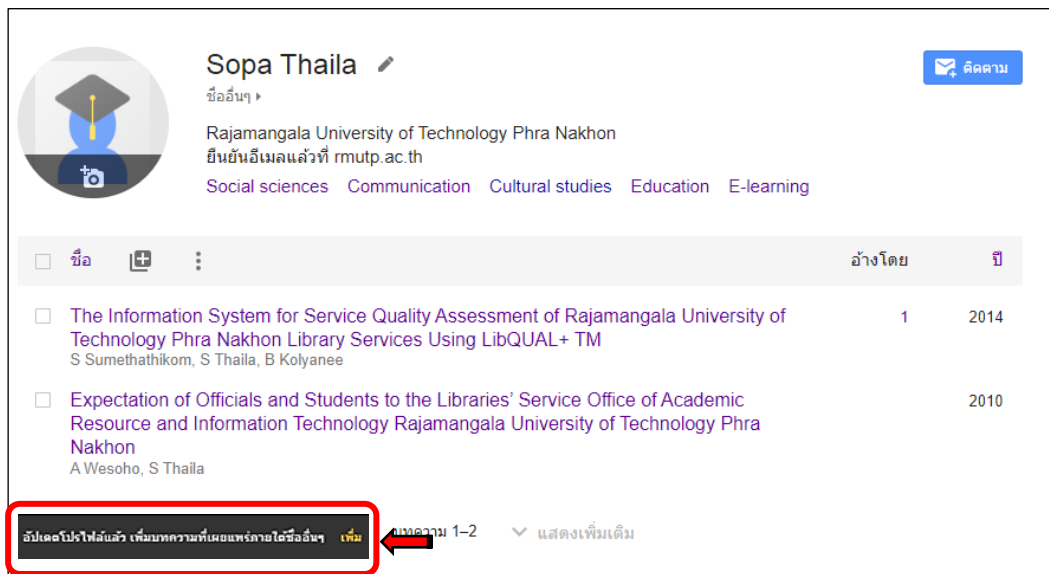 Sopa Thaila
ติดตาม
ชื่ออื่นๆ
Rajamangala University of Technology Phra Nakhon
ยืนยันอีเมลแล้วที่ rmutp.ac.th
Social sciences Communication Cultural studies Education E-learning
ชื่อ อ้างโดย ปี
The Information System for Service Quality Assessment of Rajamangala University of 1 2014
Technology Phra Nakhon Library Services Using LibQUAL+ TM
S Sumethathikom, S Thaila, B Kolyanee
Expectation of Officials and Students to the Libraries' Service Office of Academic 2010
Resource and Information Technology Rajamangala University of Technology Phra
Nakhon
A Wesoho, S Thaila
อัปเดตโปรไฟล์แล้ว เพิ่มบทความที่เผยแพร่ภายใต้ชื่ออื่นๆ เพิ่ม 1–2 แสดงเพิ่มเติม